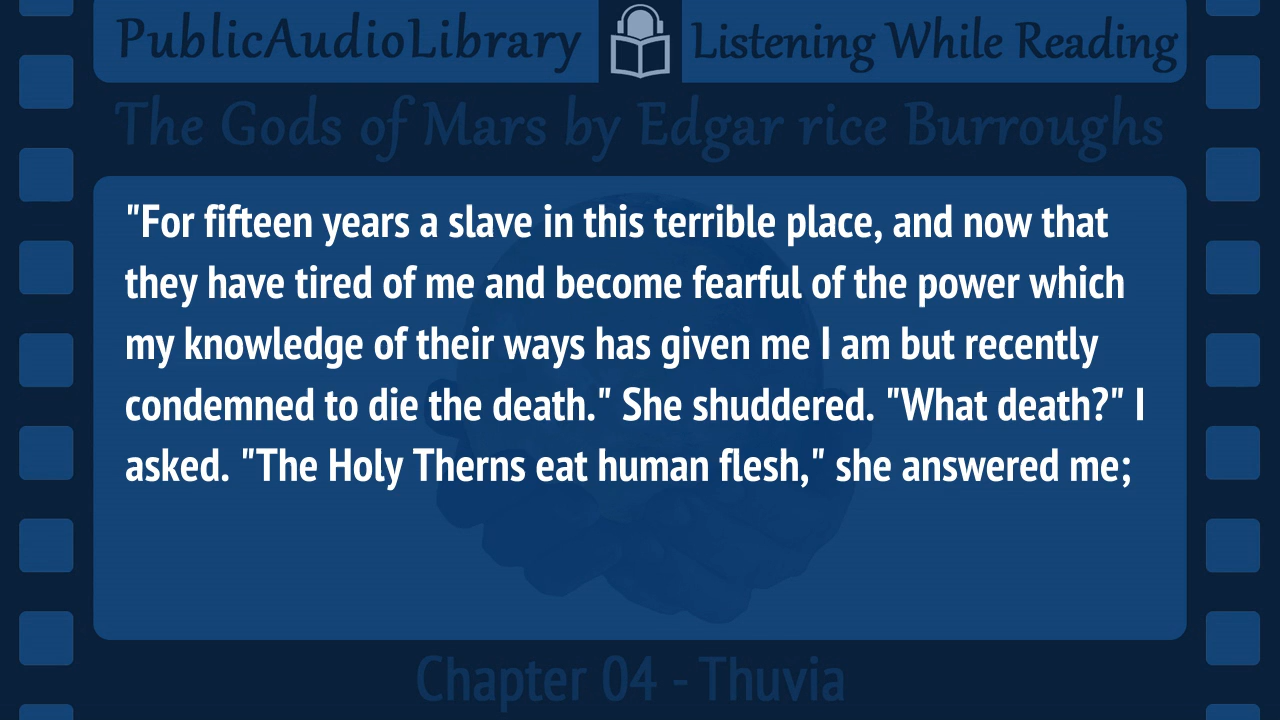 PublicAudioLibrary Listening While Reading
The Gods of Mars by Edgar rice Burroughs
"For fifteen years a slave in this terrible place, and now that
they have tired of me and become fearful of the power which
my knowledge of their ways has given me I am but recently
condemned to die the death." She shuddered. "What death?" I
asked. "The Holy Therns eat human flesh," she answered me;
Chapter 04 - Thuvia